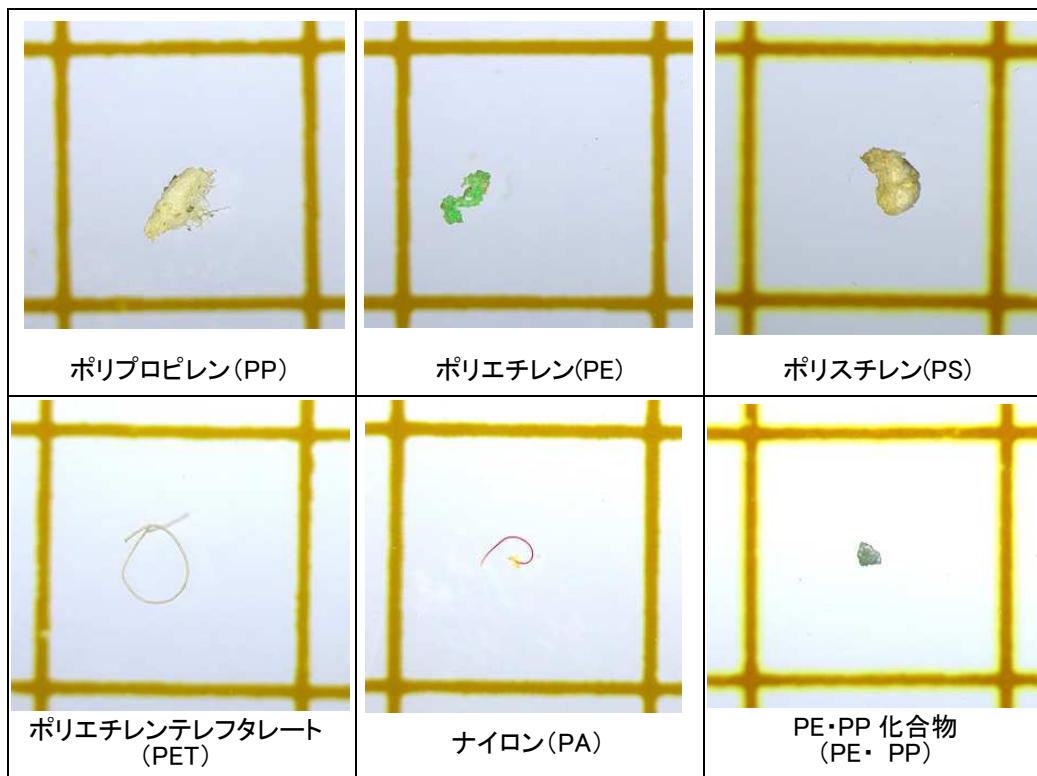 ポリプロピレン(PP)
ポリエチレン(PE)
ポリスチレン(PS)
ポリエチレンテレフタレート
(PET)
ナイロン(PA)
PE・PP 化合物
(PE・ PP)